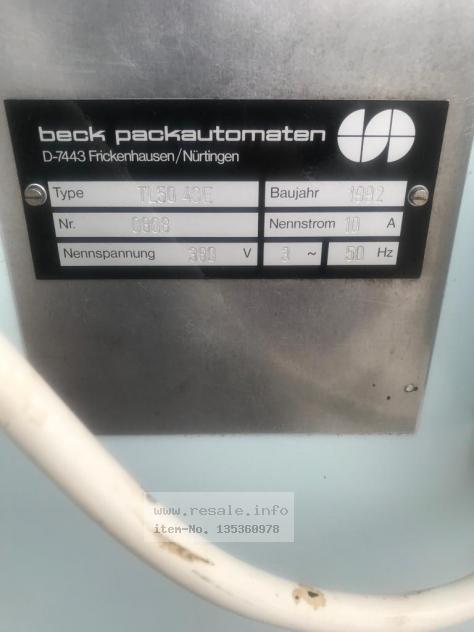 beck packautomaten
D-7443 Frickenhausen/Nürtingen
Type TL50 43E Baujahr 1992
Nr. Nennstrom 10 A
Nennspannung 380 V 3 ~ 50 Hz
www.resale.info
item-No. 135360978